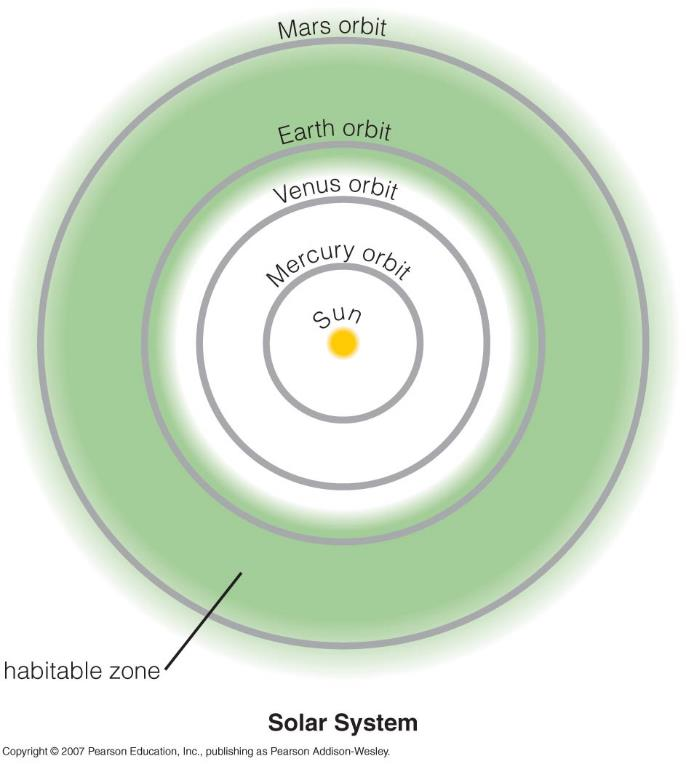 Mars orbit
Earth orbit
Venus orbit
Mercury orbit
Sun
habitable zone
Solar System
Copyright © 2007 Pearson Education, Inc., publishing as Pearson Addison-Wesley.